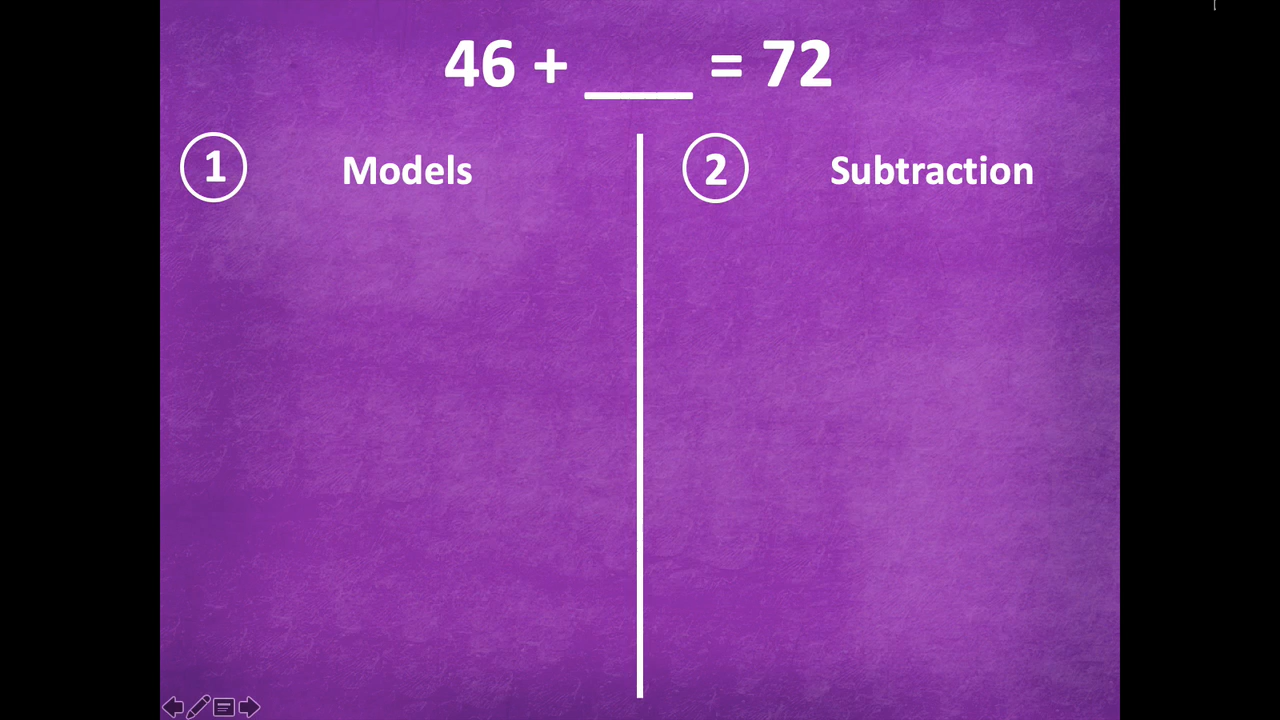 46 + ____ = 72
1 Models
2 Subtraction